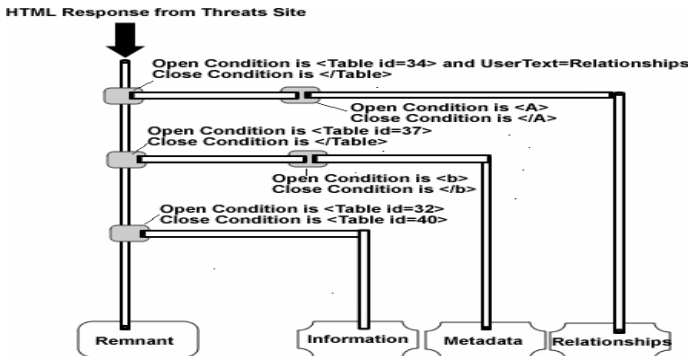 HTML Response from Threats Site
Open Condition is <Table id=34> and UserText=Relationships
Close Condition is </Table>
Open Condition is <A>
Close Condition is </A>
Open Condition is <Table id=37>
Close Condition is </Table>
Open Condition is <b>
Close Condition is </b>
Open Condition is <Table id=32>
Close Condition is <Table id=40>
Remnant
Information
Metadata
Relationships